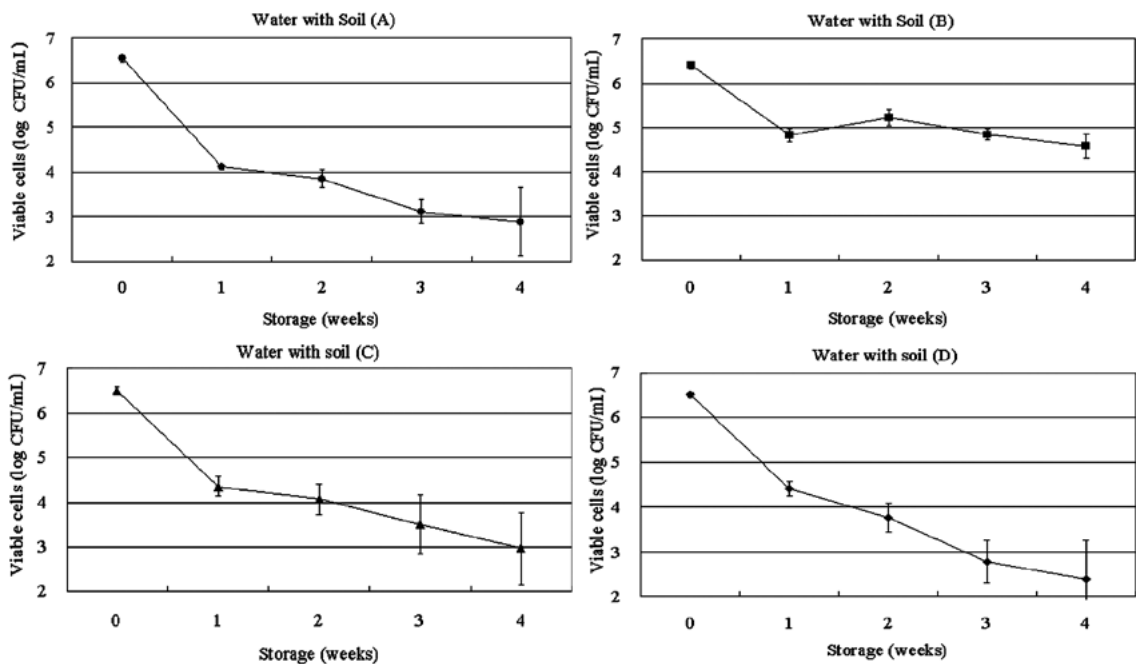 Water with Soil (A)
Viable cells (log CFU/mL)
7
6
5
4
3
2
0 1 2 3 4
Storage (weeks)
Water with Soil (B)
Viable cells (log CFU/mL)
7
6
5
4
3
2
0 1 2 3 4
Storage (weeks)
Water with soil (C)
Viable cells (log CFU/mL)
7
6
5
4
3
2
0 1 2 3 4
Storage (weeks)
Water with soil (D)
Viable cells (log CFU/mL)
7
6
5
4
3
2
0 1 2 3 4
Storage (weeks)